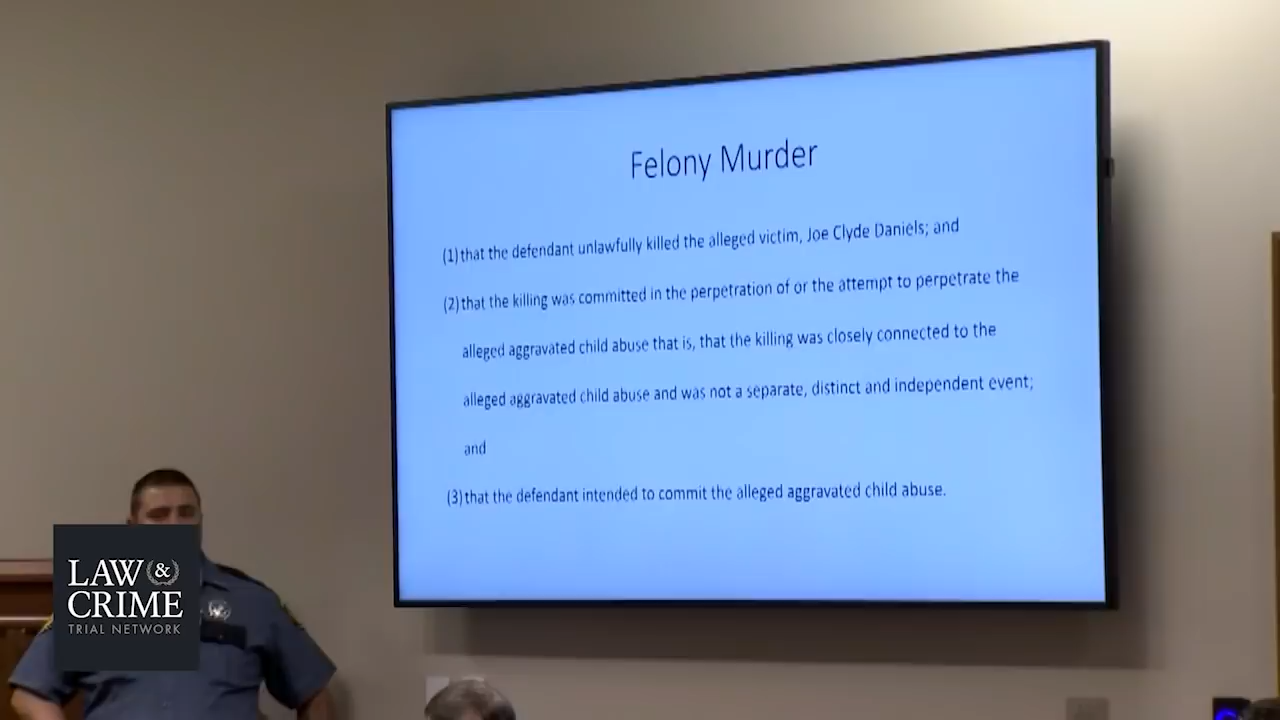 Felony Murder
(1) that the defendant unlawfully killed the alleged victim, Joe Clyde Daniels; and
(2) that the killing was committed in the perpetration of or the attempt to perpetrate the
alleged aggravated child abuse that is, that the killing was closely connected to the
alleged aggravated child abuse and was not a separate, distinct and independent event;
and
(3) that the defendant intended to commit the alleged aggravated child abuse.
LAW &
CRIME
TRIAL NETWORK